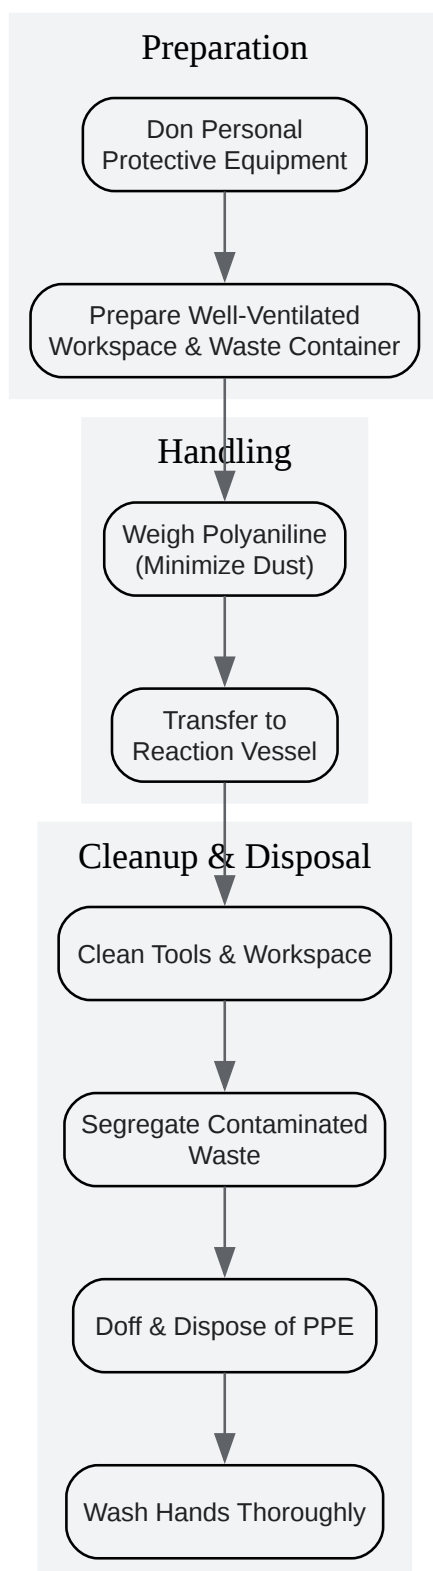 Preparation
Don Personal
Protective Equipment
Prepare Well-Ventilated
Workspace & Waste Container
Handling
Weigh Polyaniline
(Minimize Dust)
Transfer to
Reaction Vessel
Cleanup & Disposal
Clean Tools & Workspace
Segregate Contaminated
Waste
Doff & Dispose of PPE
Wash Hands Thoroughly